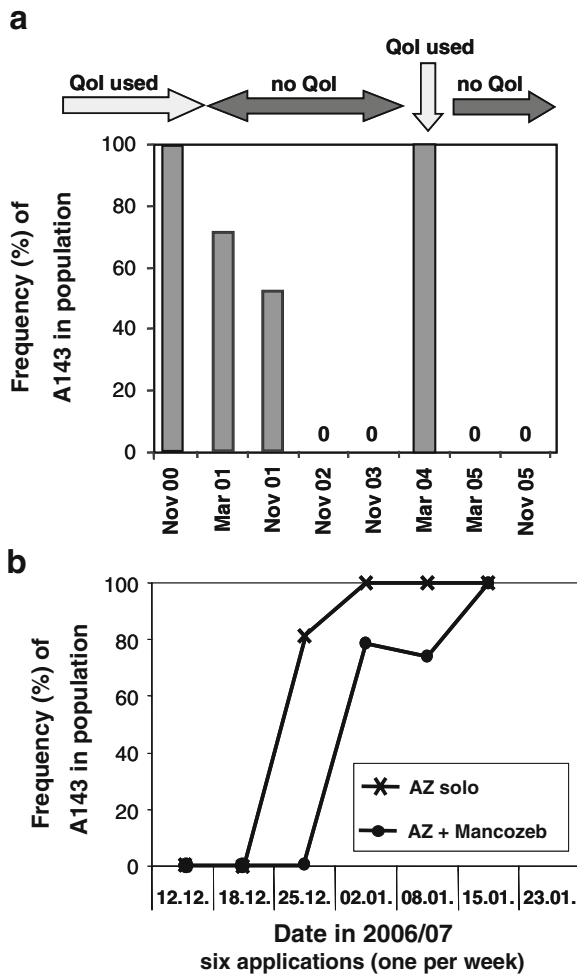 a
QoI used
QoI used
no QoI
no QoI
Frequency (%) of
A143 in population
100
80
60
40
20
0
0
0
0
0
Nov 00
Mar 01
Nov 01
Nov 02
Nov 03
Mar 04
Mar 05
Nov 05
b
Frequency (%) of
A143 in population
100
80
60
40
20
0
AZ solo
AZ + Mancozeb
12.12. 18.12. 25.12. 02.01. 08.01. 15.01. 23.01.
Date in 2006/07
six applications (one per week)